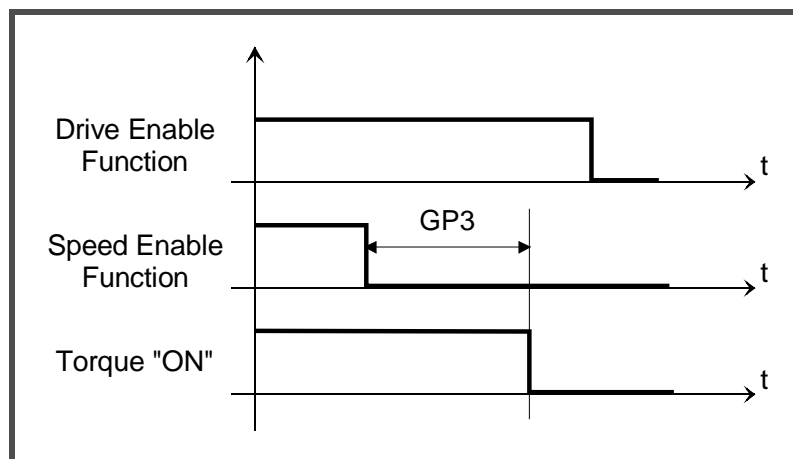 Drive Enable
Function
t
GP3
Speed Enable
Function
t
Torque "ON"
t